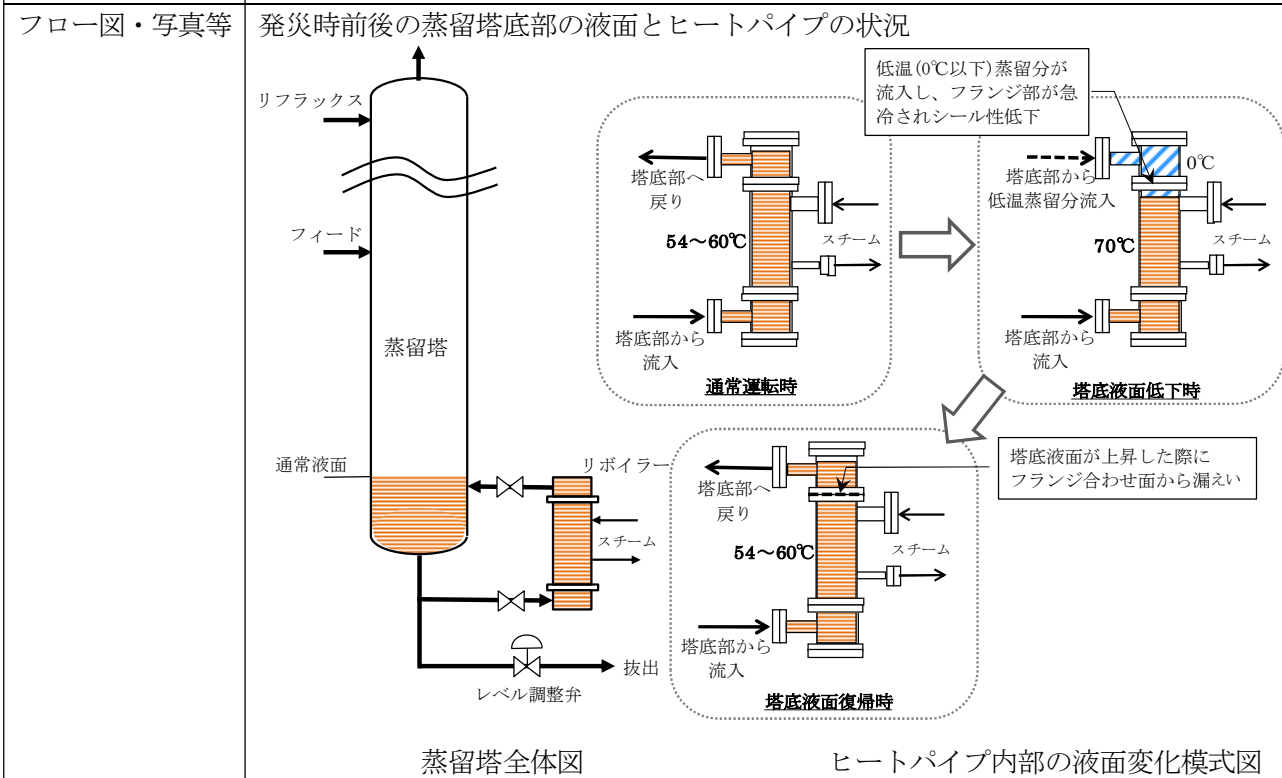 フロー図・写真等
発災時前後の蒸留塔底部の液面とヒートパイプの状況
リフラックス
フィード
蒸留塔
通常液面
リボイラー
スチーム
抜出
レベル調整弁
蒸留塔全体図
塔底部へ
戻り
54～60℃
スチーム
塔底部から
流入
通常運転時
低温(0℃以下)蒸留分が
流入し、フランジ部が急
冷されシール性低下
0℃
塔底部から
低温蒸留分流入
70℃
スチーム
塔底部から
流入
塔底液面低下時
塔底液面が上昇した際に
フランジ合わせ面から漏えい
塔底部へ
戻り
54～60℃
スチーム
塔底部から
流入
塔底液面復帰時
ヒートパイプ内部の液面変化模式図